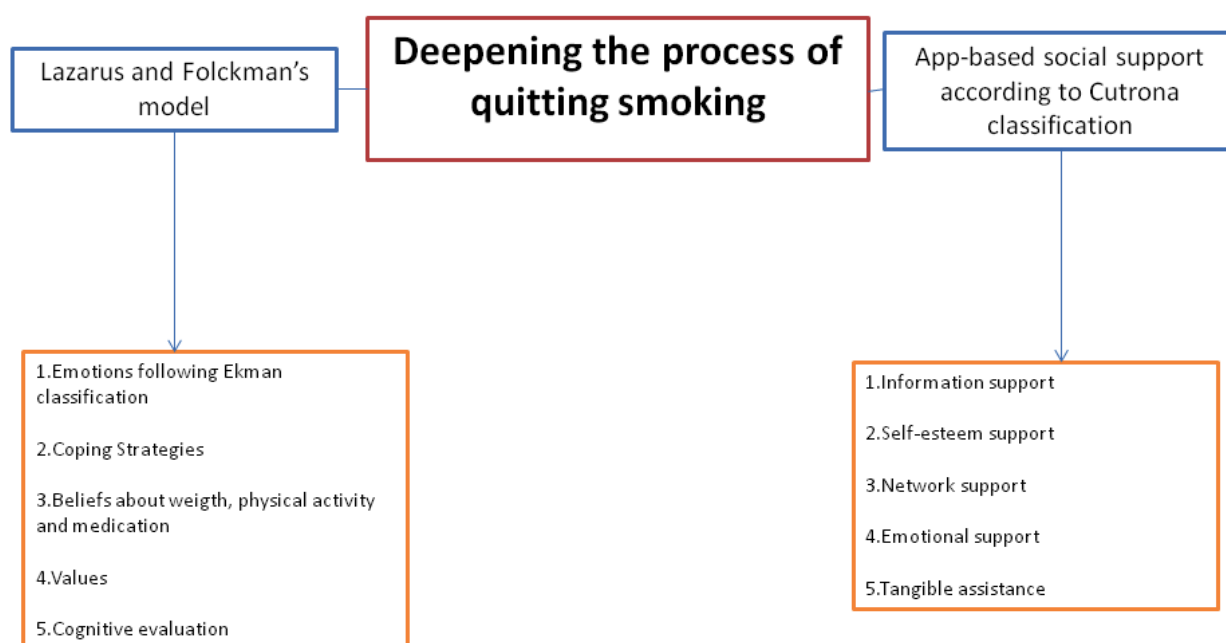 Deepening the process of
quitting smoking
Lazarus and Folckman's
model
App-based social support
according to Cutrona
classification
1.Emotions following Ekman
classification
2.Coping Strategies
3.Beliefs about weigth, physical activity
and medication
4.Values
5.Cognitive evaluation
1.Information support
2.Self-esteem support
3.Network support
4.Emotional support
5.Tangible assistance